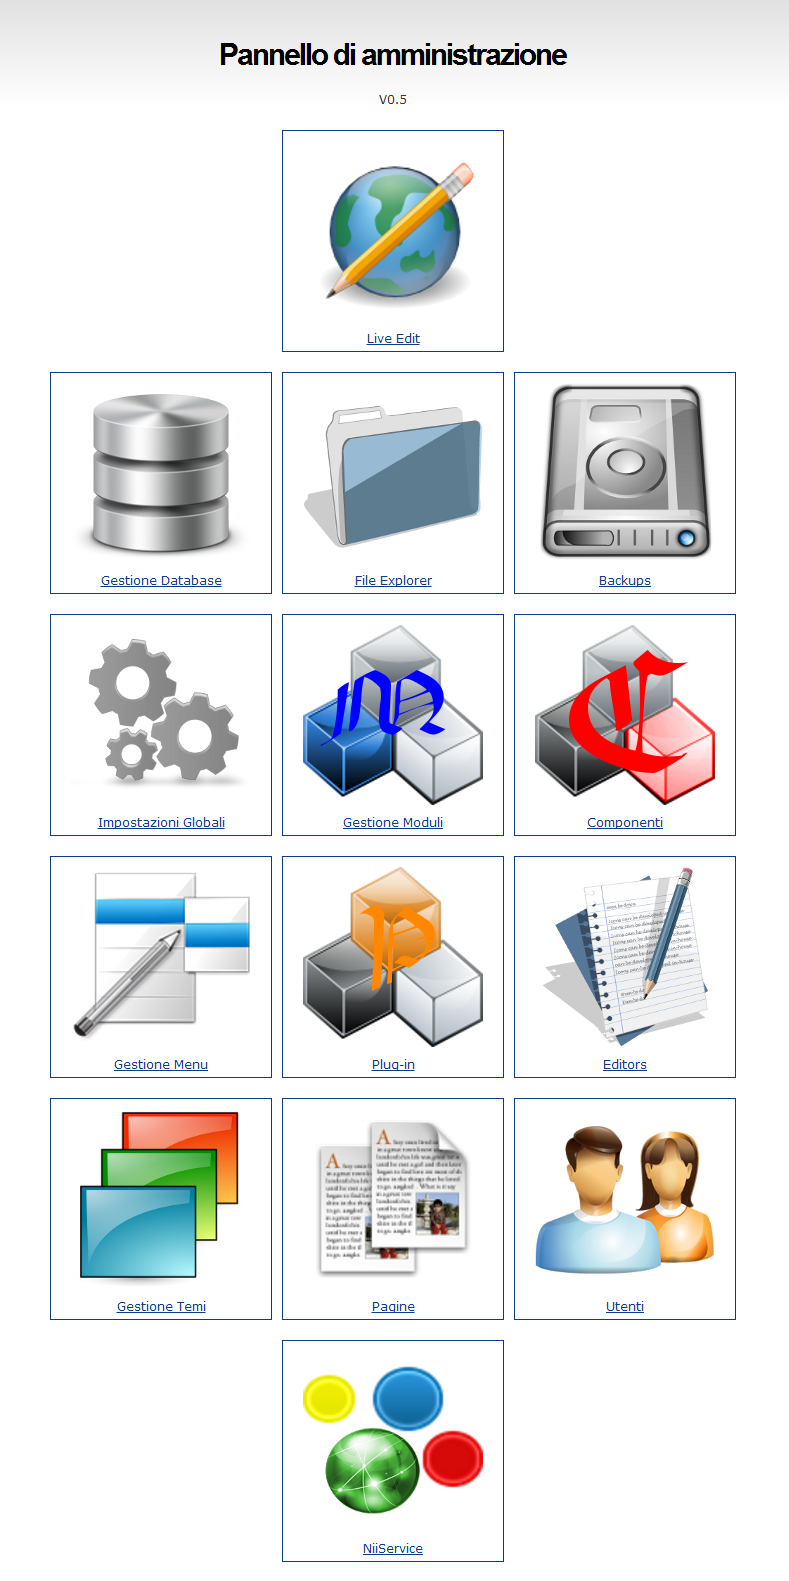 Pannello di amministrazione
V0.5
Live Edit
Gestione Database
File Explorer
Backups
Impostazioni Globali
Gestione Moduli
Componenti
Gestione Menu
Plug-in
Editors
Gestione Temi
Pagine
Utenti
NiiService